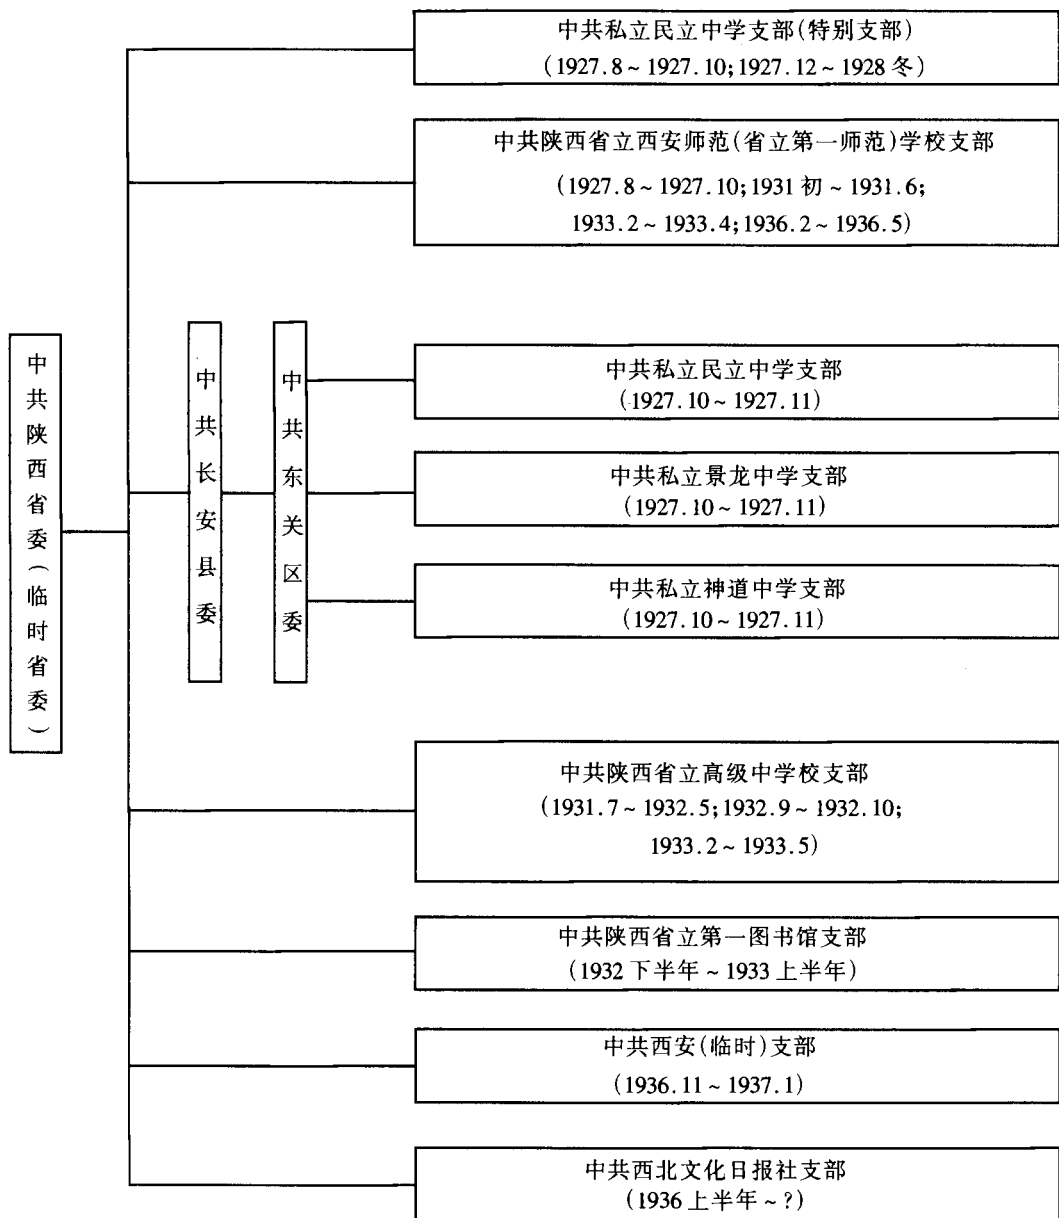 中共私立民立中学支部(特别支部)
(1927.8~1927.10;1927.12~1928冬)
中共陕西省立西安师范(省立第一师范)学校支部
(1927.8~1927.10;1931初~1931.6;
1933.2~1933.4;1936.2~1936.5)
中共陕西省委(临时省委)
中共长安县委
中共东关区委
中共私立民立中学支部
(1927.10~1927.11)
中共私立景龙中学支部
(1927.10~1927.11)
中共私立神道中学支部
(1927.10~1927.11)
中共陕西省立高级中学校支部
(1931.7~1932.5;1932.9~1932.10;
1933.2~1933.5)
中共陕西省立第一图书馆支部
(1932下半年~1933上半年)
中共西安(临时)支部
(1936.11~1937.1)
中共西北文化日报社支部
(1936上半年~?)